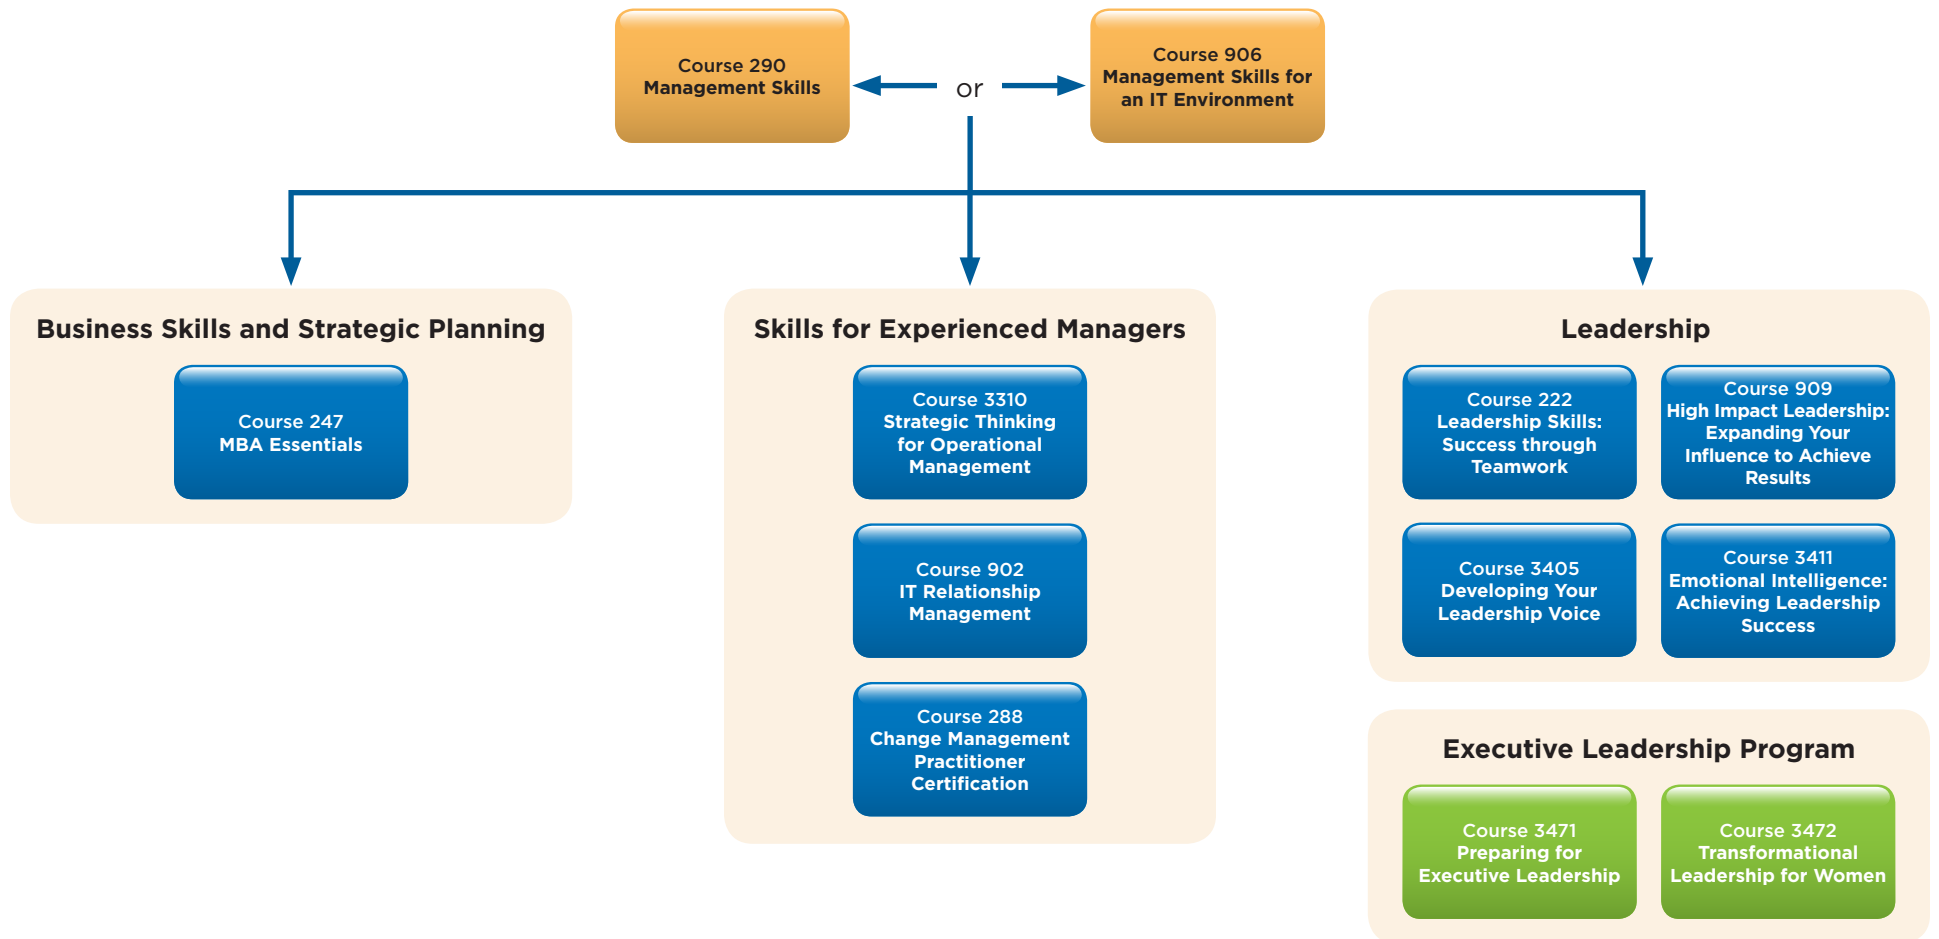 Course 290
Management Skills
or
Course 906
Management Skills for
an IT Environment
Business Skills and Strategic Planning
Course 247
MBA Essentials
Skills for Experienced Managers
Course 3310
Strategic Thinking
for Operational
Management
Course 902
IT Relationship
Management
Course 288
Change Management
Practitioner
Certification
Leadership
Course 222
Leadership Skills:
Success through
Teamwork
Course 909
High Impact Leadership:
Expanding Your
Influence to Achieve
Results
Course 3405
Developing Your
Leadership Voice
Course 3411
Emotional Intelligence:
Achieving Leadership
Success
Executive Leadership Program
Course 3471
Preparing for
Executive Leadership
Course 3472
Transformational
Leadership for Women